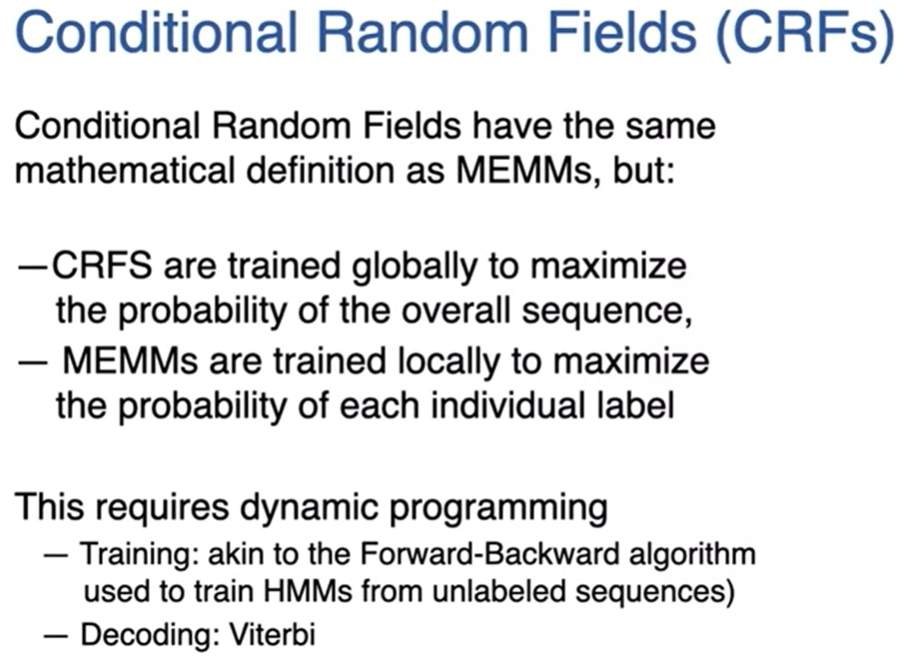 Conditional Random Fields (CRFs)
Conditional Random Fields have the same
mathematical definition as MEMMs, but:
—CRFS are trained globally to maximize
the probability of the overall sequence,
— MEMMs are trained locally to maximize
the probability of each individual label
This requires dynamic programming
— Training: akin to the Forward-Backward algorithm
used to train HMMs from unlabeled sequences)
— Decoding: Viterbi